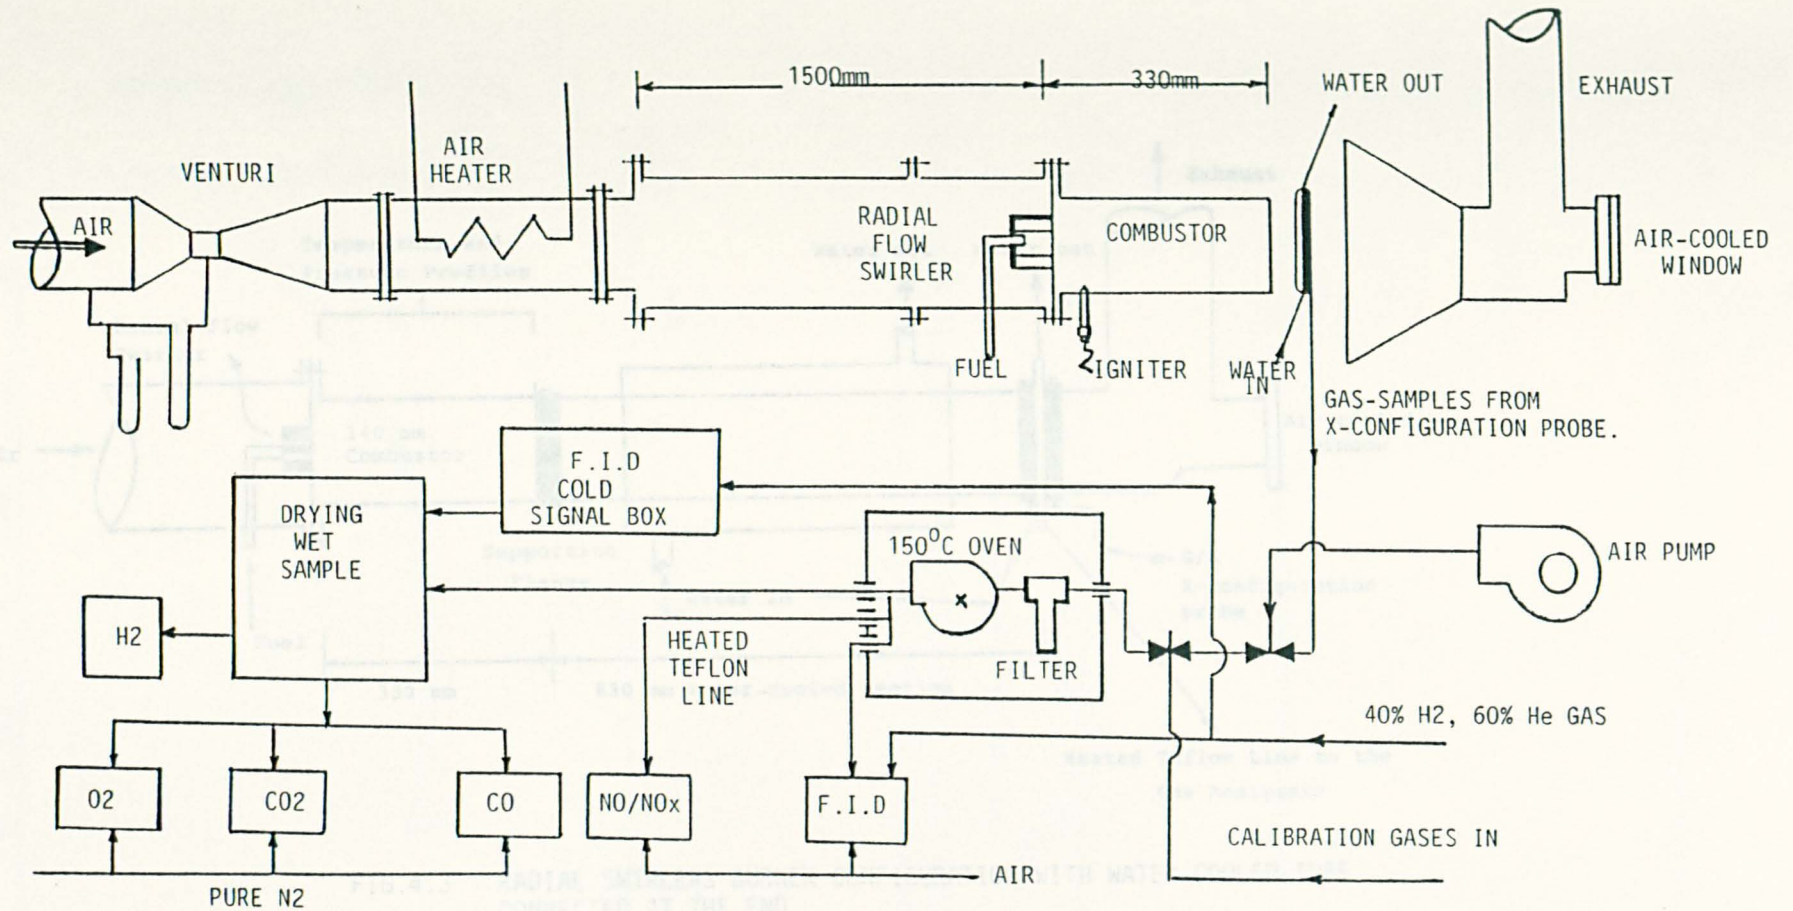 1500mm
330mm
WATER OUT
EXHAUST
VENTURI
AIR
HEATER
AIR
RADIAL
FLOW
SWIRLER
COMBUSTOR
AIR-COOLED
WINDOW
FUEL
IGNITER
WATER
IN
GAS-SAMPLES FROM
X-CONFIGURATION PROBE.
F.I.D
COLD
SIGNAL BOX
DRYING
WET
SAMPLE
150°C OVEN
AIR PUMP
H2
HEATED
TEFLON
LINE
FILTER
40% H2, 60% He GAS
O2
CO2
CO
NO/NOx
F.I.D
CALIBRATION GASES IN
AIR
PURE N2